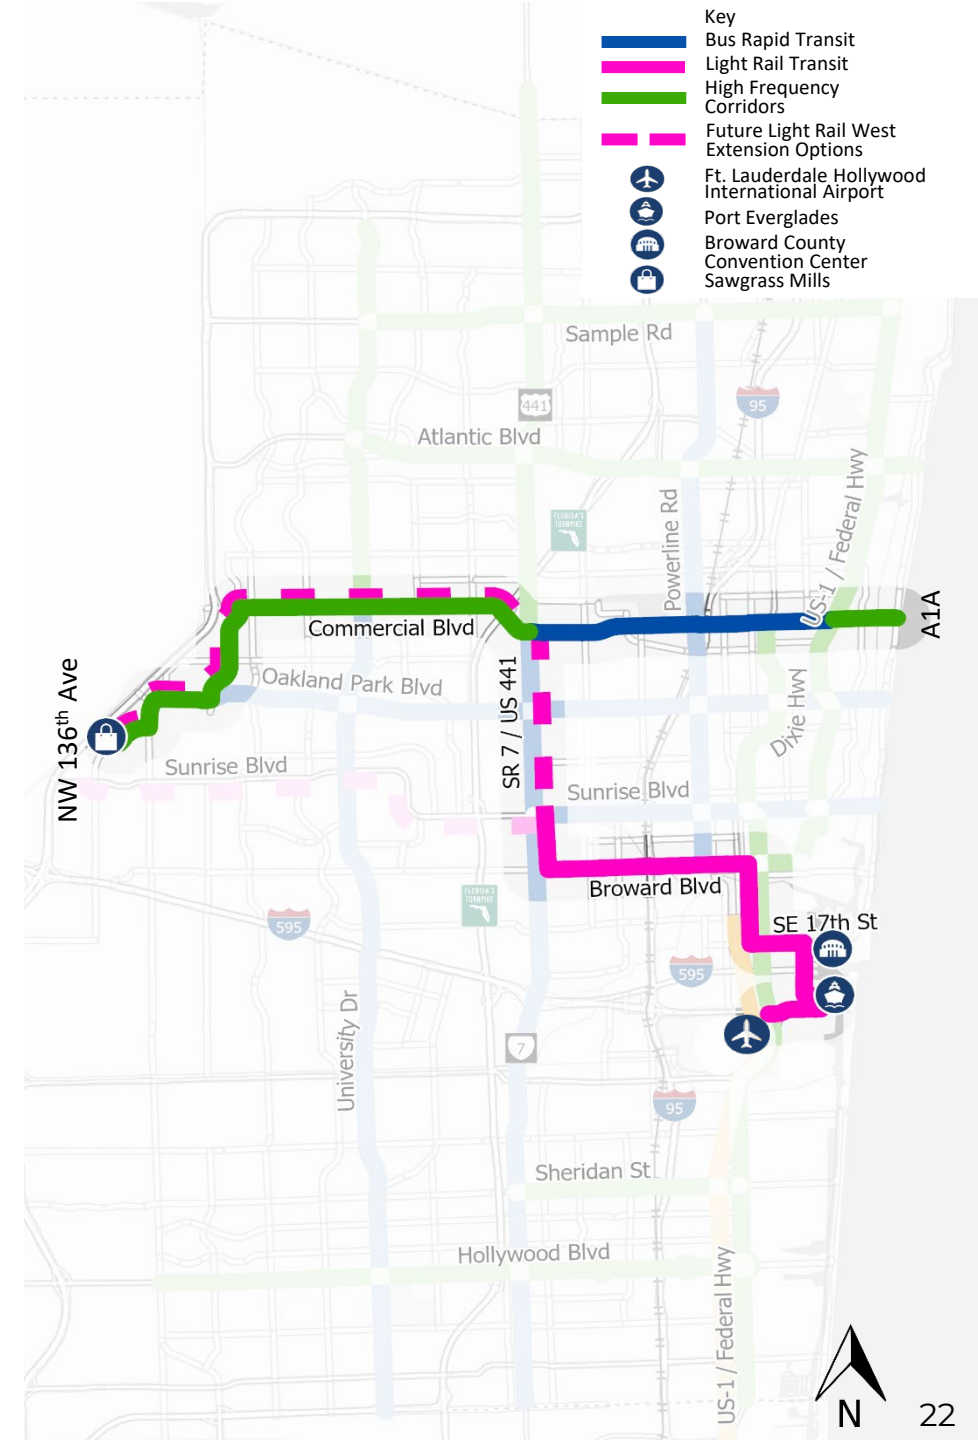 Key
Bus Rapid Transit
Light Rail Transit
High Frequency
Corridors
Future Light Rail West
Extension Options
Ft. Lauderdale Hollywood
International Airport
Port Everglades
Broward County
Convention Center
Sawgrass Mills
Sample Rd
441
95
Atlantic Blvd
FLORIDA'S
TURNPIKE
Powerline Rd
US-1 / Federal Hwy
A1A
Commercial Blvd
NW 136th Ave
Oakland Park Blvd
SR 7 / US 441
Dixie Hwy
Sunrise Blvd
Sunrise Blvd
Broward Blvd
FLORIDA'S
TURNPIKE
595
SE 17th St
595
University Dr
7
95
Sheridan St
Hollywood Blvd
US-1 / Federal Hwy
N
22